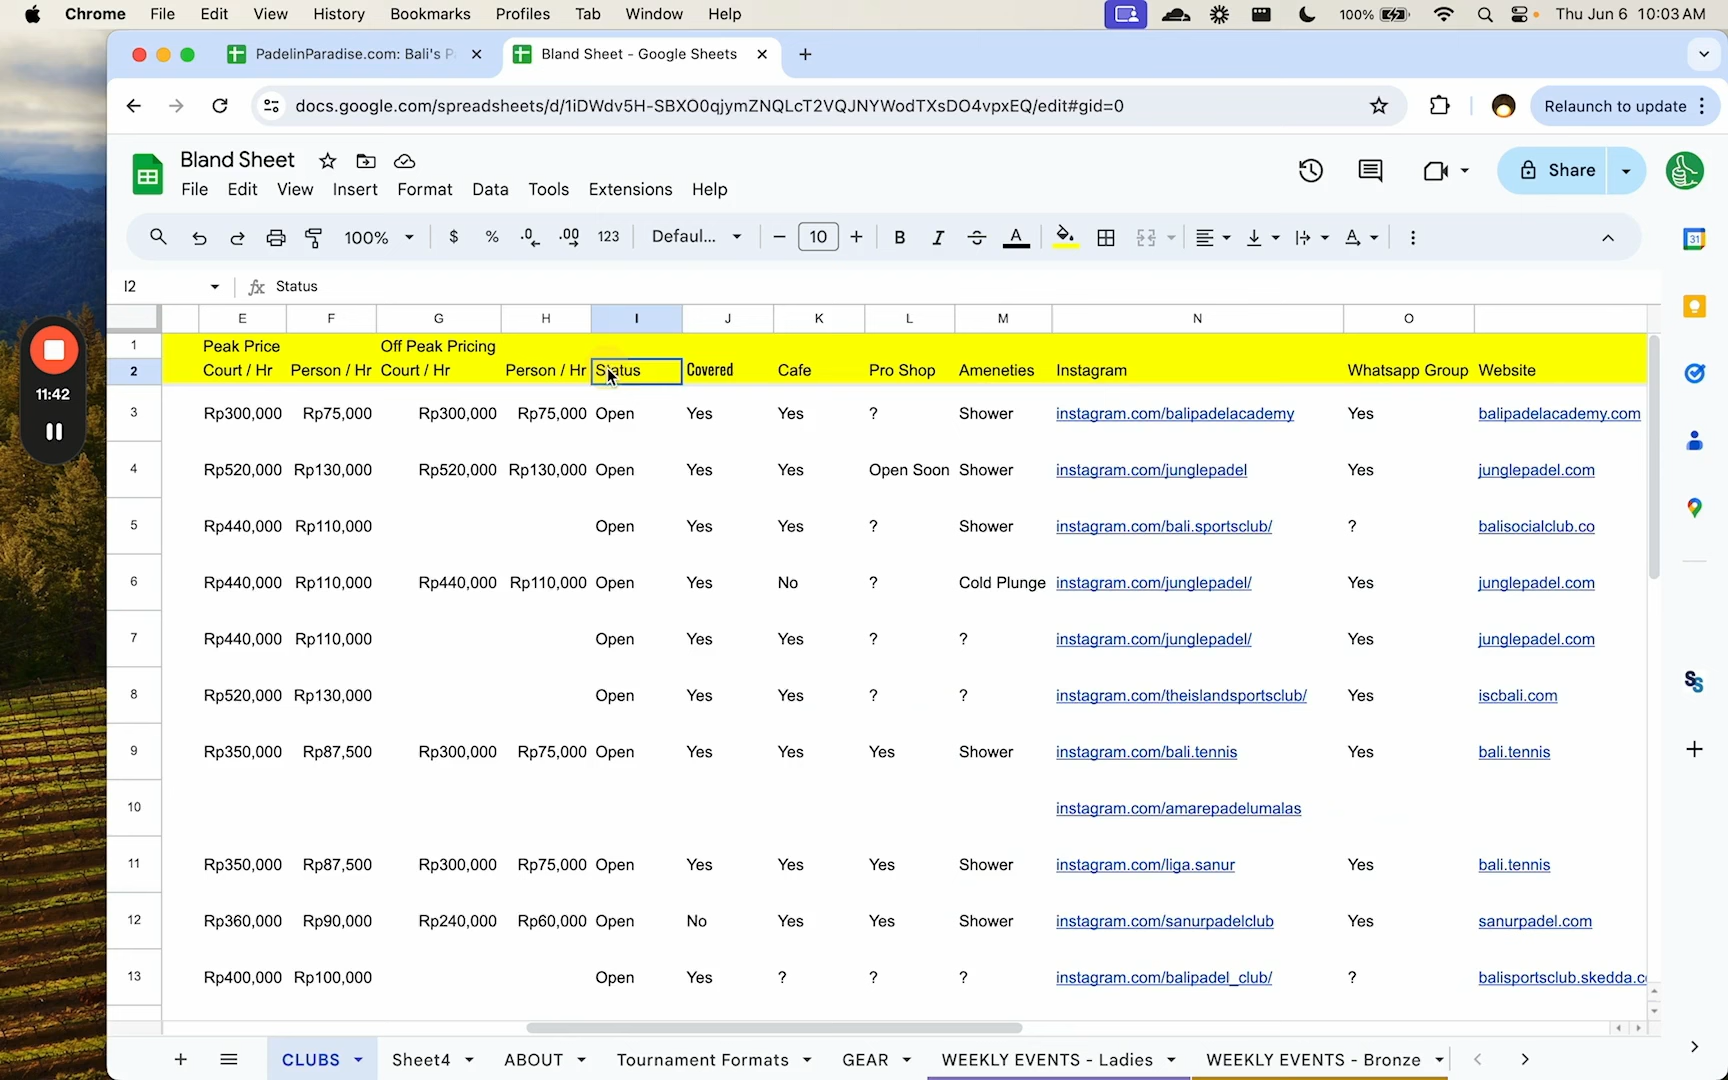 Chrome File Edit View History Bookmarks Profiles Tab Window Help 100% Thu Jun 6 10:03 AM
PadelinParadise.com: Bali's P
Bland Sheet - Google Sheets
docs.google.com/spreadsheets/d/1iDWdv5H-SBXO0qjymZNQLcT2VQJNYWodTXsDO4vpxEQ/edit#gid=0
Relaunch to update
Bland Sheet
File Edit View Insert Format Data Tools Extensions Help
Share
100% $ % .0 .00 123 Defaul... 10 B I A A
31
I2 fx Status
E F G H I J K L M N O
1 Peak Price Off Peak Pricing
2 Court / Hr Person / Hr Court / Hr Person / Hr Status Covered Cafe Pro Shop Ameneties Instagram Whatsapp Group Website
11:42
3 Rp300,000 Rp75,000 Rp300,000 Rp75,000 Open Yes Yes ? Shower instagram.com/balipadelacademy Yes balipadelacademy.com
4 Rp520,000 Rp130,000 Rp520,000 Rp130,000 Open Yes Yes Open Soon Shower instagram.com/junglepadel Yes junglepadel.com
5 Rp440,000 Rp110,000 Open Yes Yes ? Shower instagram.com/bali.sportsclub/ ? balisocialclub.co
6 Rp440,000 Rp110,000 Rp440,000 Rp110,000 Open Yes No ? Cold Plunge instagram.com/junglepadel/ Yes junglepadel.com
7 Rp440,000 Rp110,000 Open Yes Yes ? ? instagram.com/junglepadel/ Yes junglepadel.com
8 Rp520,000 Rp130,000 Open Yes Yes ? ? instagram.com/theislandsportsclub/ Yes iscbali.com
9 Rp350,000 Rp87,500 Rp300,000 Rp75,000 Open Yes Yes Yes Shower instagram.com/bali.tennis Yes bali.tennis
10 instagram.com/amarepadelumalas
11 Rp350,000 Rp87,500 Rp300,000 Rp75,000 Open Yes Yes Yes Shower instagram.com/liga.sanur Yes bali.tennis
12 Rp360,000 Rp90,000 Rp240,000 Rp60,000 Open No Yes Yes Shower instagram.com/sanurpadelclub Yes sanurpadel.com
13 Rp400,000 Rp100,000 Open Yes ? ? ? instagram.com/balipadel_club/ ? balisportsclub.skedda.c
CLUBS Sheet4 ABOUT Tournament Formats GEAR WEEKLY EVENTS - Ladies WEEKLY EVENTS - Bronze